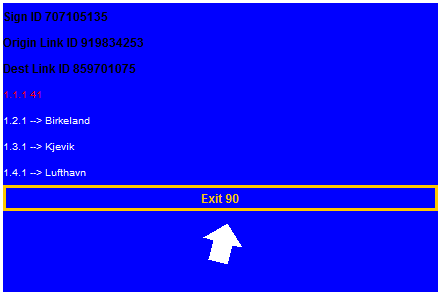 Sign ID 707105135
Origin Link ID 919834253
Best Link ID 859701075
1.1.1 41
1.2.1 --> Birkeland
1.3.1 --> Kjevik
1.4.1 --> Lufthavn
Exit 90